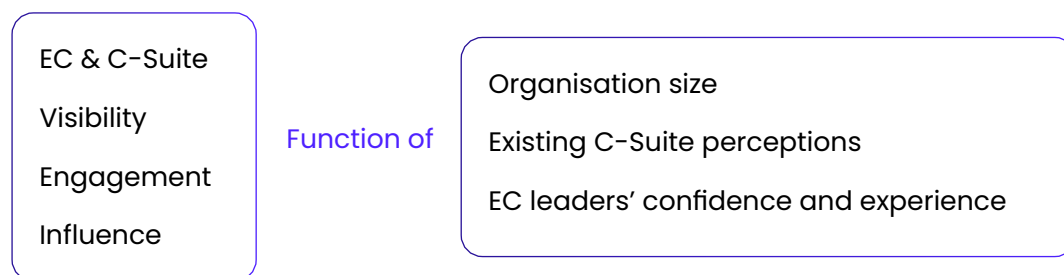 EC & C-Suite
Visibility
Engagement
Influence
Function of
Organisation size
Existing C-Suite perceptions
EC leaders’ confidence and experience